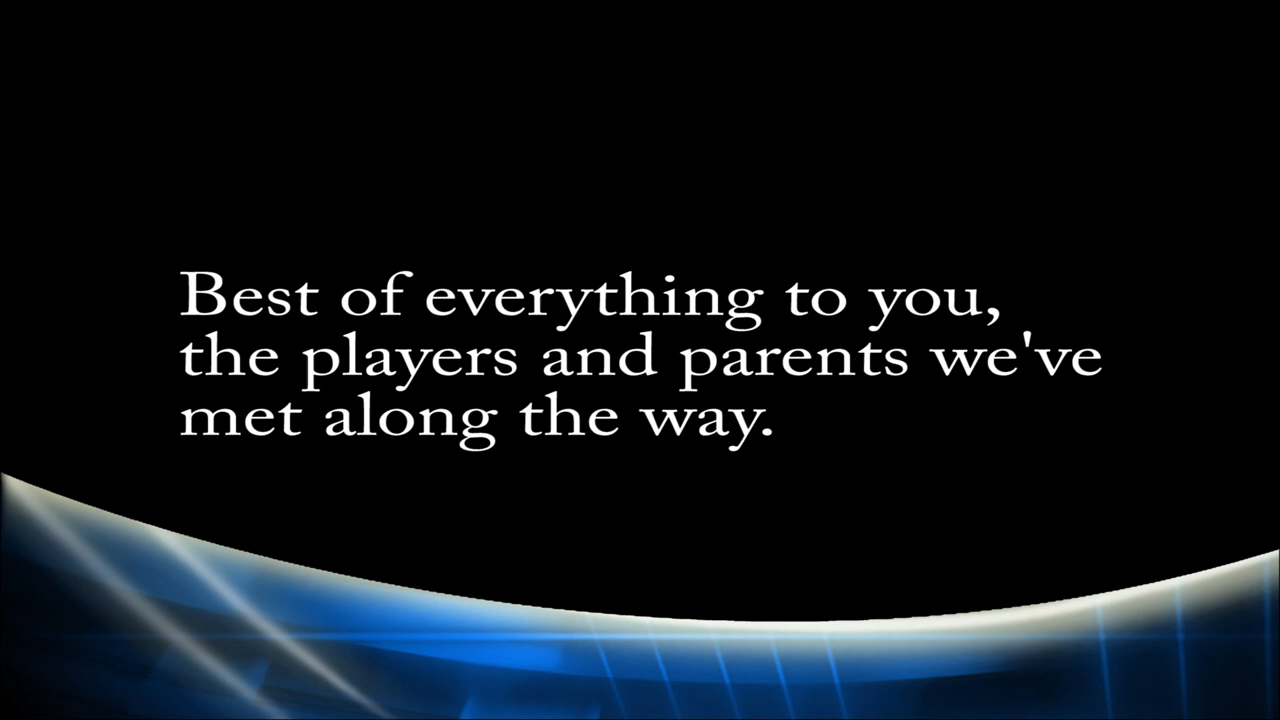 Best of everything to you,
the players and parents we've
met along the way.